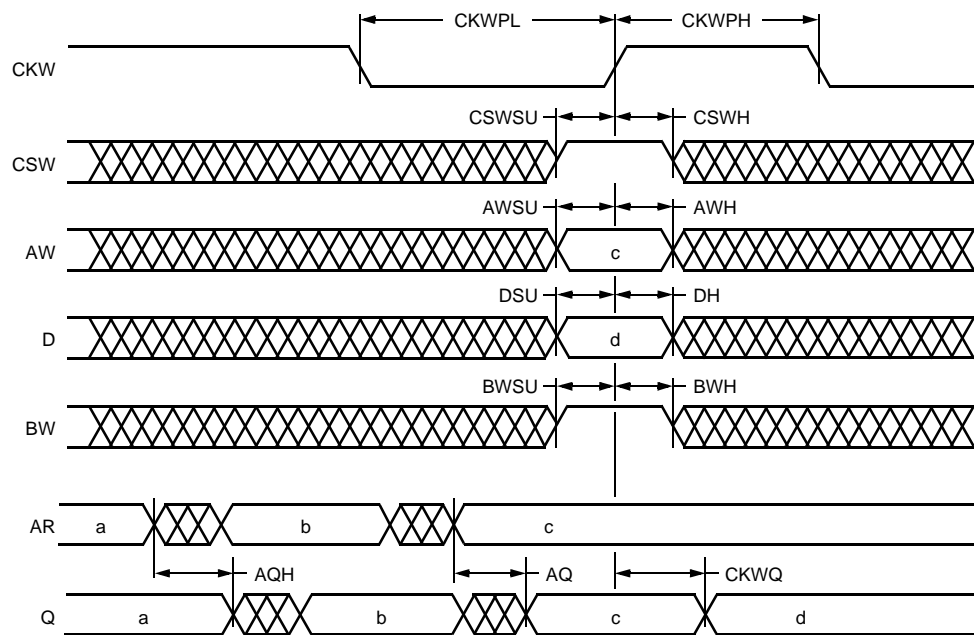 CKWPL CKWPH
CKW
CSWSU CSWH
CSW
AWSU AWH
AW c
DSU DH
D d
BWSU BWH
BW
AR a b c
AQH AQ CKWQ
Q a b c d